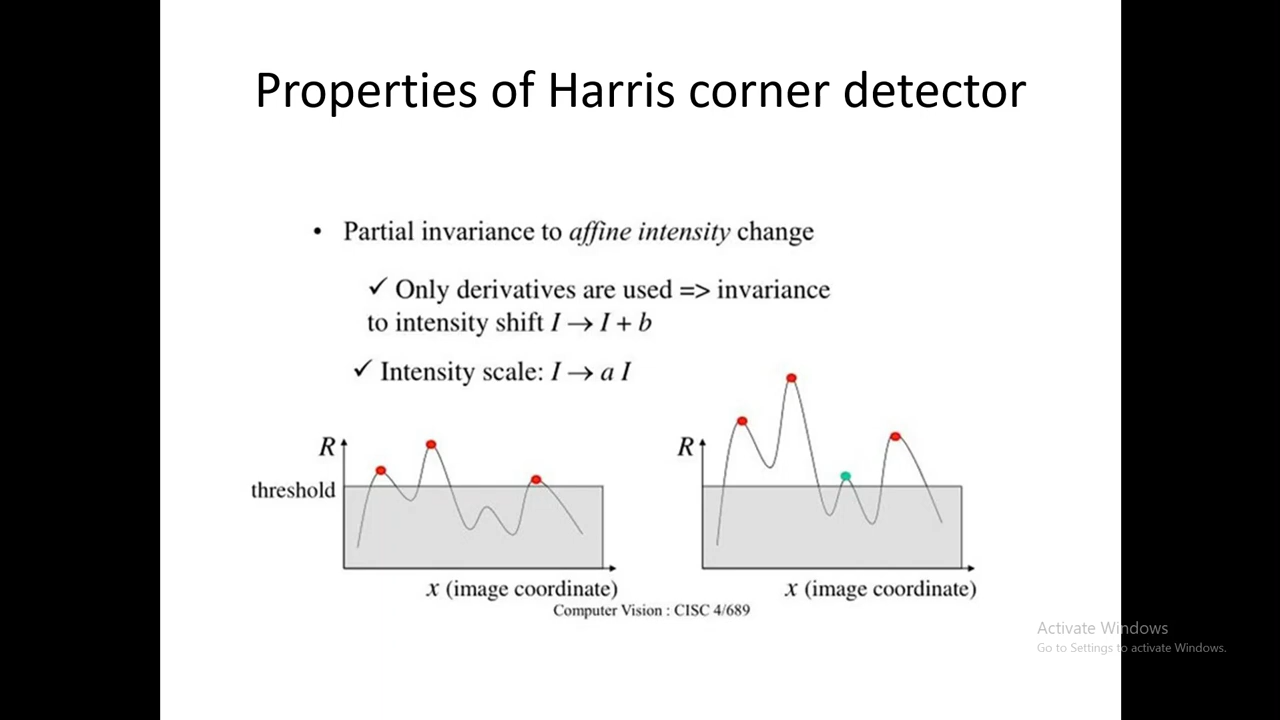 Properties of Harris corner detector
• Partial invariance to affine intensity change
✓ Only derivatives are used => invariance
to intensity shift I → I + b
✓ Intensity scale: I → a I
R
threshold
x (image coordinate)
R
x (image coordinate)
Computer Vision : CISC 4/689
Activate Windows
Go to Settings to activate Windows.